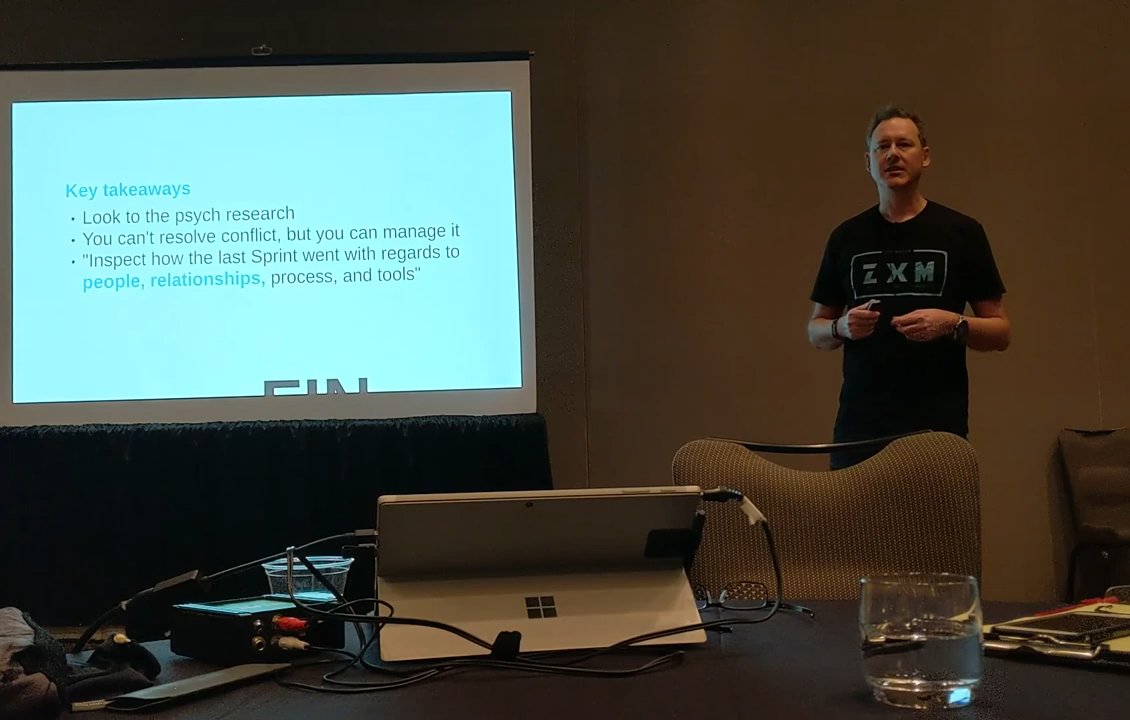 Key takeaways
• Look to the psych research
• You can't resolve conflict, but you can manage it
• "Inspect how the last Sprint went with regards to
people, relationships, process, and tools"
FIN
ZXM